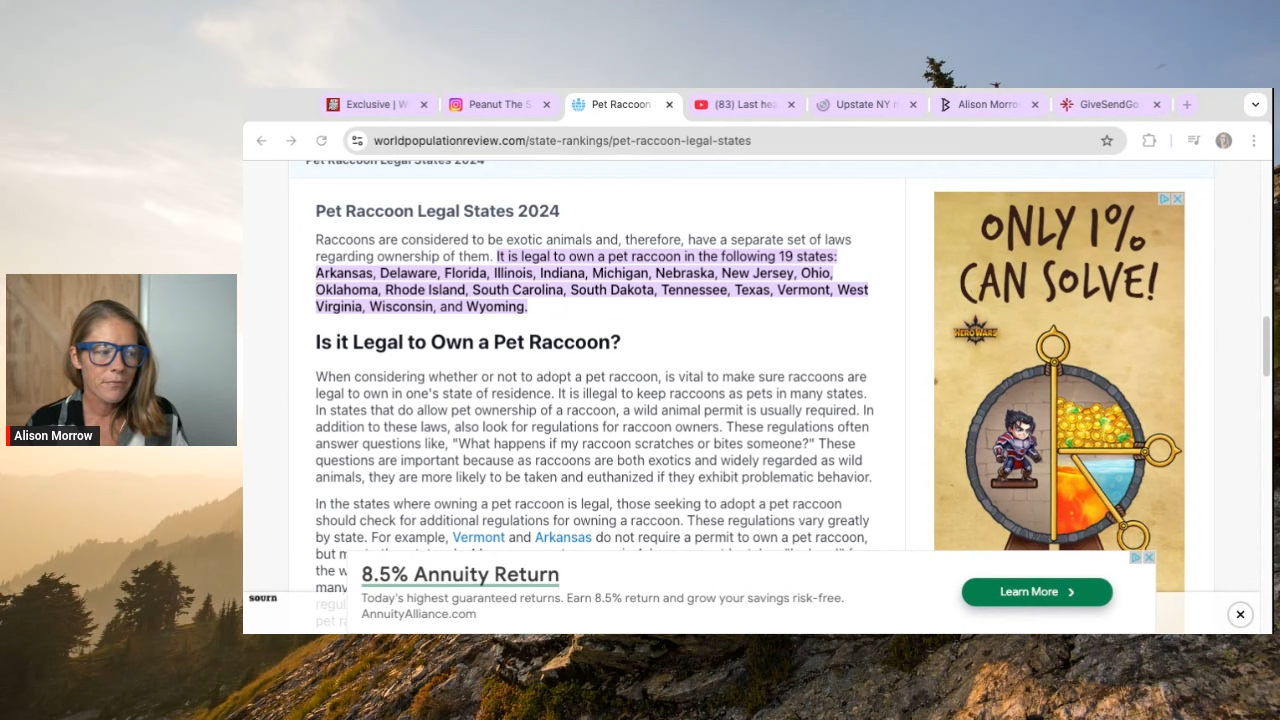 Exclusive | W
Peanut The S
Pet Raccoon
(83) Last hea
Upstate NY r
Alison Morro
GiveSendGo
worldpopulationreview.com/state-rankings/pet-raccoon-legal-states
Pet Raccoon Legal States 2024
Pet Raccoon Legal States 2024
Raccoons are considered to be exotic animals and, therefore, have a separate set of laws
regarding ownership of them. It is legal to own a pet raccoon in the following 19 states:
Arkansas, Delaware, Florida, Illinois, Indiana, Michigan, Nebraska, New Jersey, Ohio,
Oklahoma, Rhode Island, South Carolina, South Dakota, Tennessee, Texas, Vermont, West
Virginia, Wisconsin, and Wyoming.
Is it Legal to Own a Pet Raccoon?
When considering whether or not to adopt a pet raccoon, is vital to make sure raccoons are
legal to own in one's state of residence. It is illegal to keep raccoons as pets in many states.
In states that do allow pet ownership of a raccoon, a wild animal permit is usually required. In
addition to these laws, also look for regulations for raccoon owners. These regulations often
answer questions like, "What happens if my raccoon scratches or bites someone?" These
questions are important because as raccoons are both exotics and widely regarded as wild
animals, they are more likely to be taken and euthanized if they exhibit problematic behavior.
In the states where owning a pet raccoon is legal, those seeking to adopt a pet raccoon
should check for additional regulations for owning a raccoon. These regulations vary greatly
by state. For example, Vermont and Arkansas do not require a permit to own a pet raccoon,
but
the w
many
regul
pet r
ONLY 1%
CAN SOLVE!
HERO WARS
8.5% Annuity Return
Today's highest guaranteed returns. Earn 8.5% return and grow your savings risk-free.
AnnuityAlliance.com
Learn More
Alison Morrow